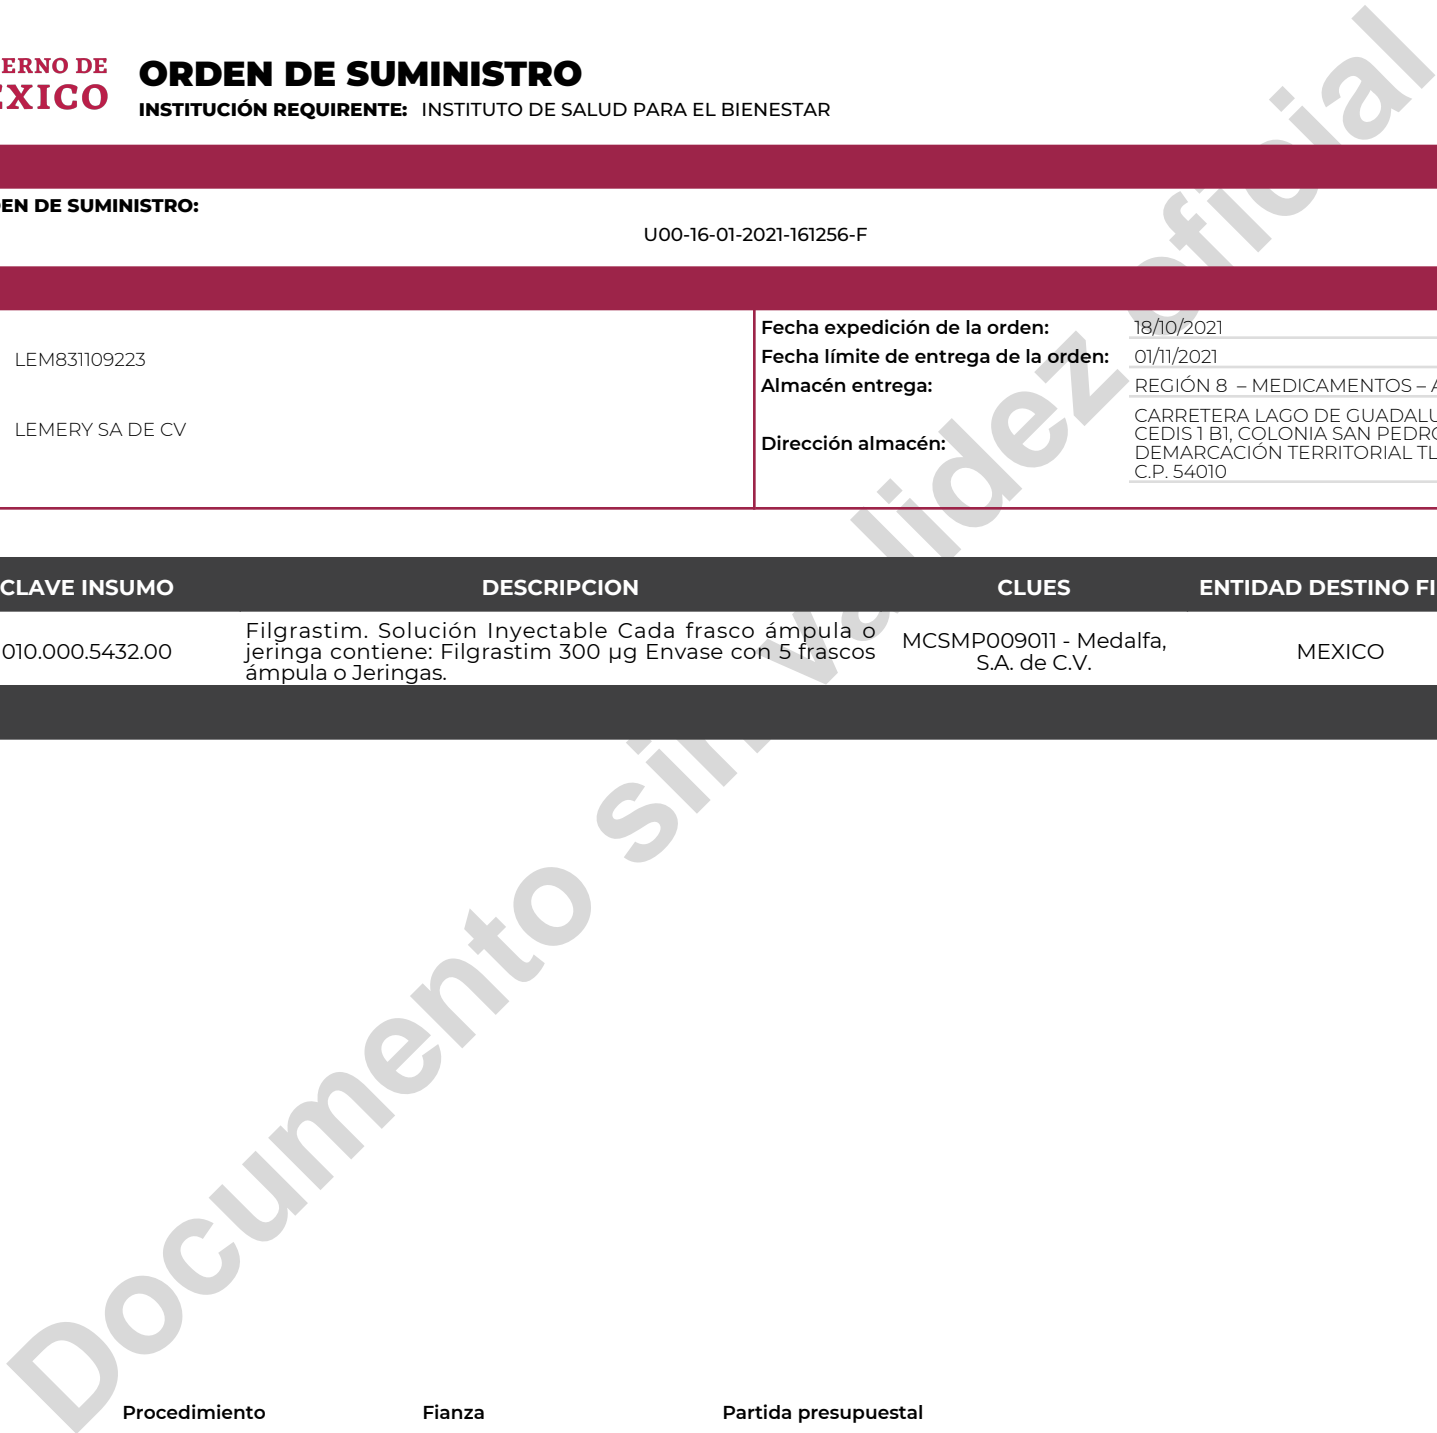 ERNO DE
EXICO
ORDEN DE SUMINISTRO
INSTITUCIÓN REQUIRENTE: INSTITUTO DE SALUD PARA EL BIENESTAR
EN DE SUMINISTRO:
U00-16-01-2021-161256-F
LEM831109223
LEMERY SA DE CV
Fecha expedición de la orden: 18/10/2021
Fecha límite de entrega de la orden: 01/11/2021
Almacén entrega: REGIÓN 8 – MEDICAMENTOS – A
Dirección almacén:
CARRETERA LAGO DE GUADALU
CEDIS 1 B1, COLONIA SAN PEDRO
DEMARCACIÓN TERRITORIAL TL
C.P. 54010
CLAVE INSUMO DESCRIPCION CLUES ENTIDAD DESTINO FI
010.000.5432.00
Filgrastim. Solución Inyectable Cada frasco ámpula o
jeringa contiene: Filgrastim 300 µg Envase con 5 frascos
ámpula o Jeringas.
MCSMP009011 - Medalfa,
S.A. de C.V.
MEXICO
Procedimiento Fianza Partida presupuestal
Documento sin validez oficial